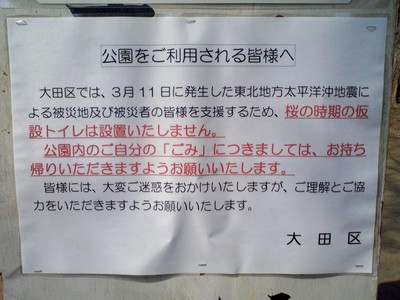 公園をご利用される皆様へ
大田区では、3月11日に発生した東北地方太平洋沖地震に
よる被災地及び被災者の皆様を支援するため、桜の時期の仮
設トイレは設置いたしません。
公園内のご自分の「ごみ」につきましては、お持ち
帰りいただきますようお願いいたします。
皆様には、大変ご迷惑をおかけいたしますが、ご理解とご協
力をいただきますようお願いいたします。
大田区